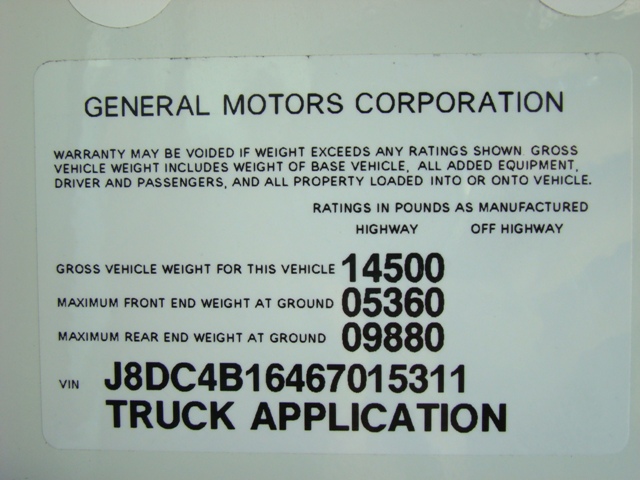 GENERAL MOTORS CORPORATION
WARRANTY MAY BE VOIDED IF WEIGHT EXCEEDS ANY RATINGS SHOWN GROSS
VEHICLE WEIGHT INCLUDES WEIGHT OF BASE VEHICLE, ALL ADDED EQUIPMENT,
DRIVER AND PASSENGERS, AND ALL PROPERTY LOADED INTO OR ONTO VEHICLE.
RATINGS IN POUNDS AS MANUFACTURED
HIGHWAY OFF HIGHWAY
GROSS VEHICLE WEIGHT FOR THIS VEHICLE 14500
MAXIMUM FRONT END WEIGHT AT GROUND 05360
MAXIMUM REAR END WEIGHT AT GROUND 09880
VIN J8DC4B16467015311
TRUCK APPLICATION